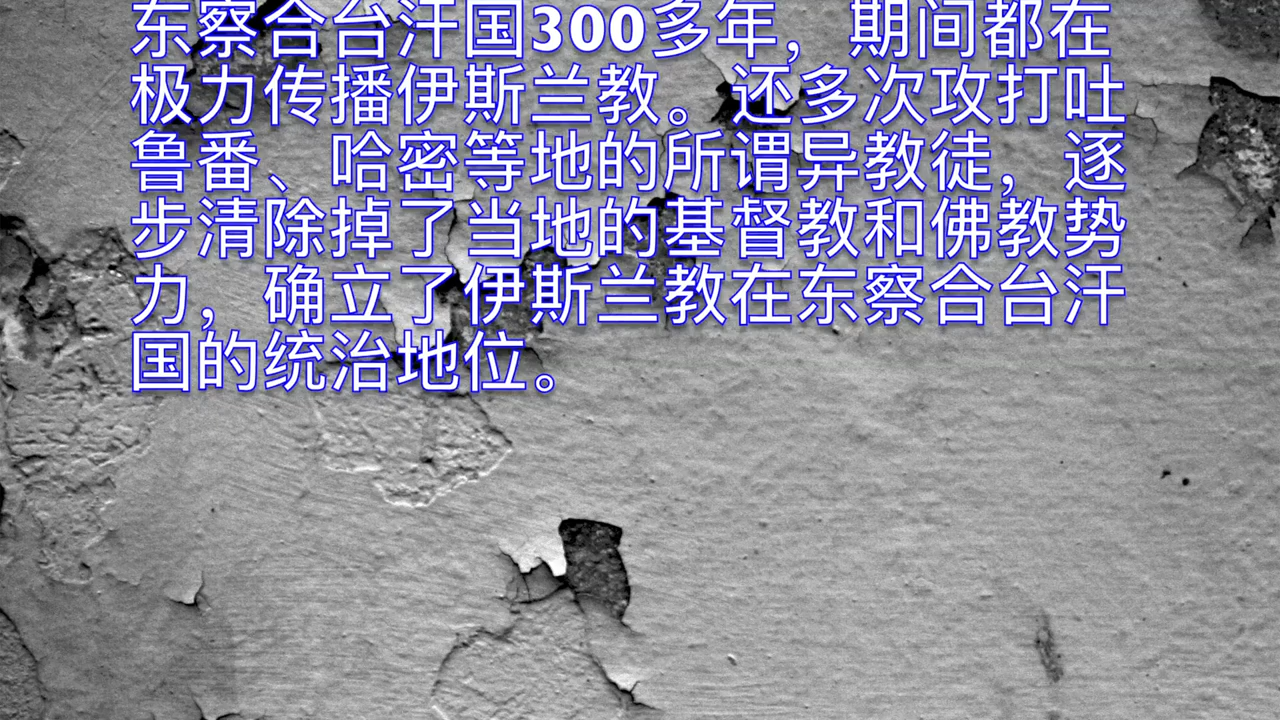 东察合台汗国300多年，期间都在
极力传播伊斯兰教。还多次攻打吐
鲁番、哈密等地的所谓异教徒，逐
步清除掉了当地的基督教和佛教势
力，确立了伊斯兰教在东察合台汗
国的统治地位。